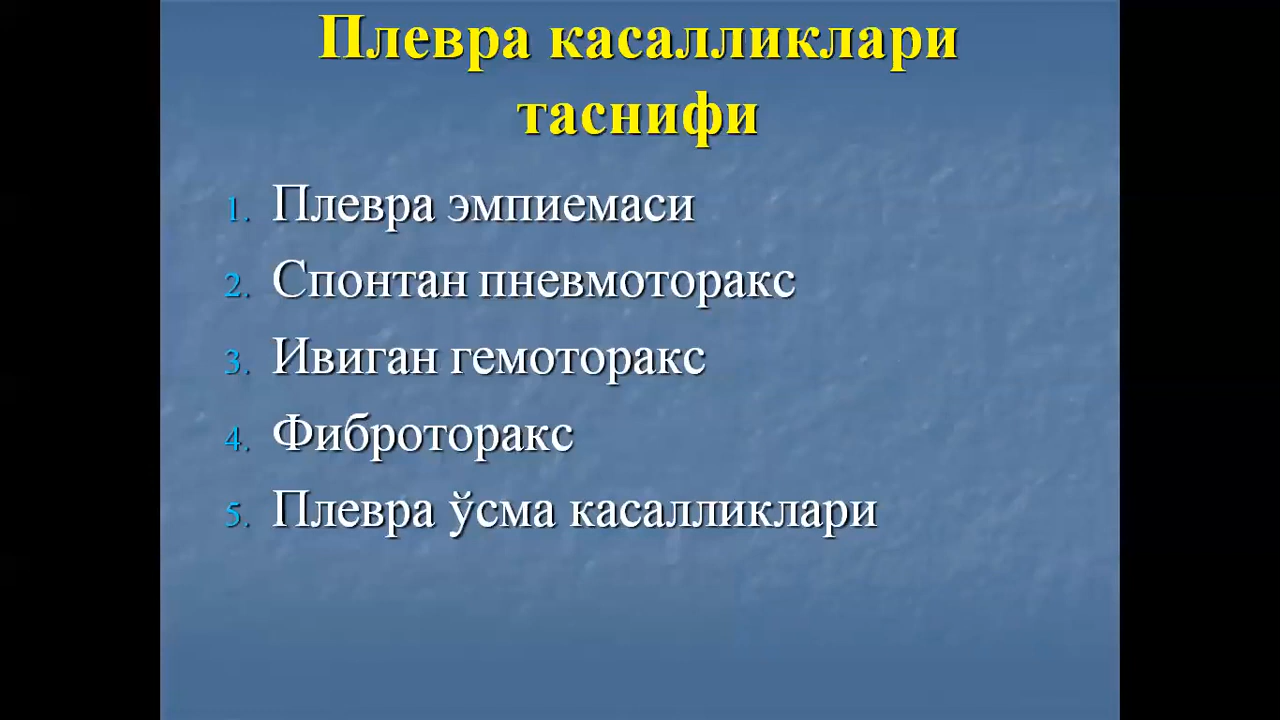 Плевра касалликлари
таснифи
1. Плевра эмпиемаси
2. Спонтан пневмоторакс
3. Ивиган гемоторакс
4. Фиброторакс
5. Плевра ўсма касалликлари